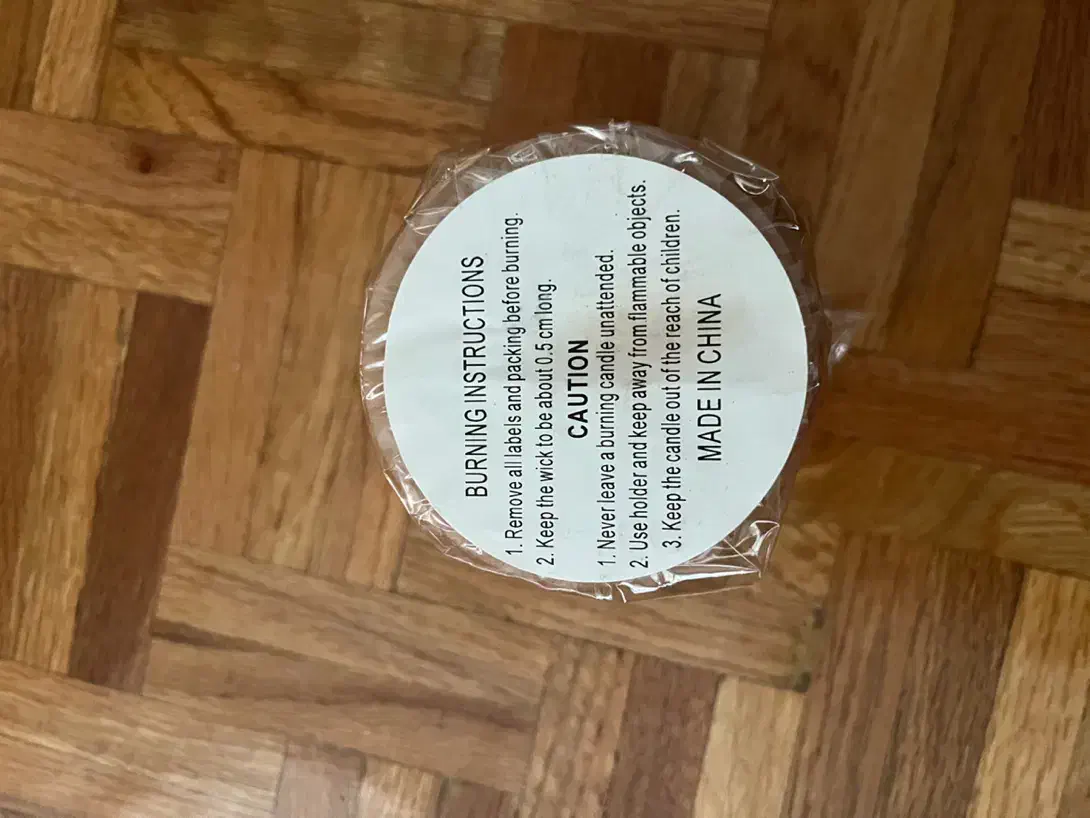 BURNING INSTRUCTIONS
1. Remove all labels and packing before burning.
2. Keep the wick to be about 0.5 cm long.
CAUTION
1. Never leave a burning candle unattended.
2. Use holder and keep away from flammable objects.
3. Keep the candle out of the reach of children.
MADE IN CHINA